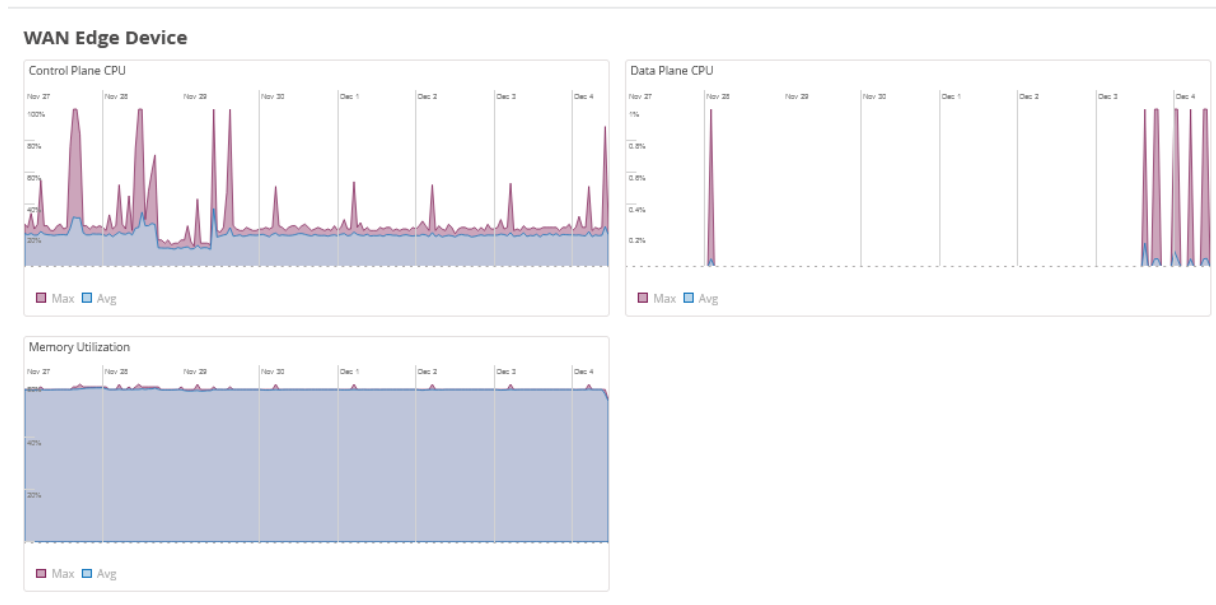 WAN Edge Device
Control Plane CPU
Nov 27 Nov 28 Nov 29 Nov 30 Dec 1 Dec 2 Dec 3 Dec 4
100%
80%
60%
40%
20%
Max Avg
Data Plane CPU
Nov 27 Nov 28 Nov 29 Nov 30 Dec 1 Dec 2 Dec 3 Dec 4
1%
0.8%
0.6%
0.4%
0.2%
Max Avg
Memory Utilization
Nov 27 Nov 28 Nov 29 Nov 30 Dec 1 Dec 2 Dec 3 Dec 4
40%
20%
Max Avg